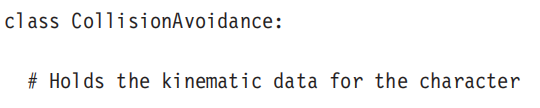 class CollisionAvoidance:
# Holds the kinematic data for the character